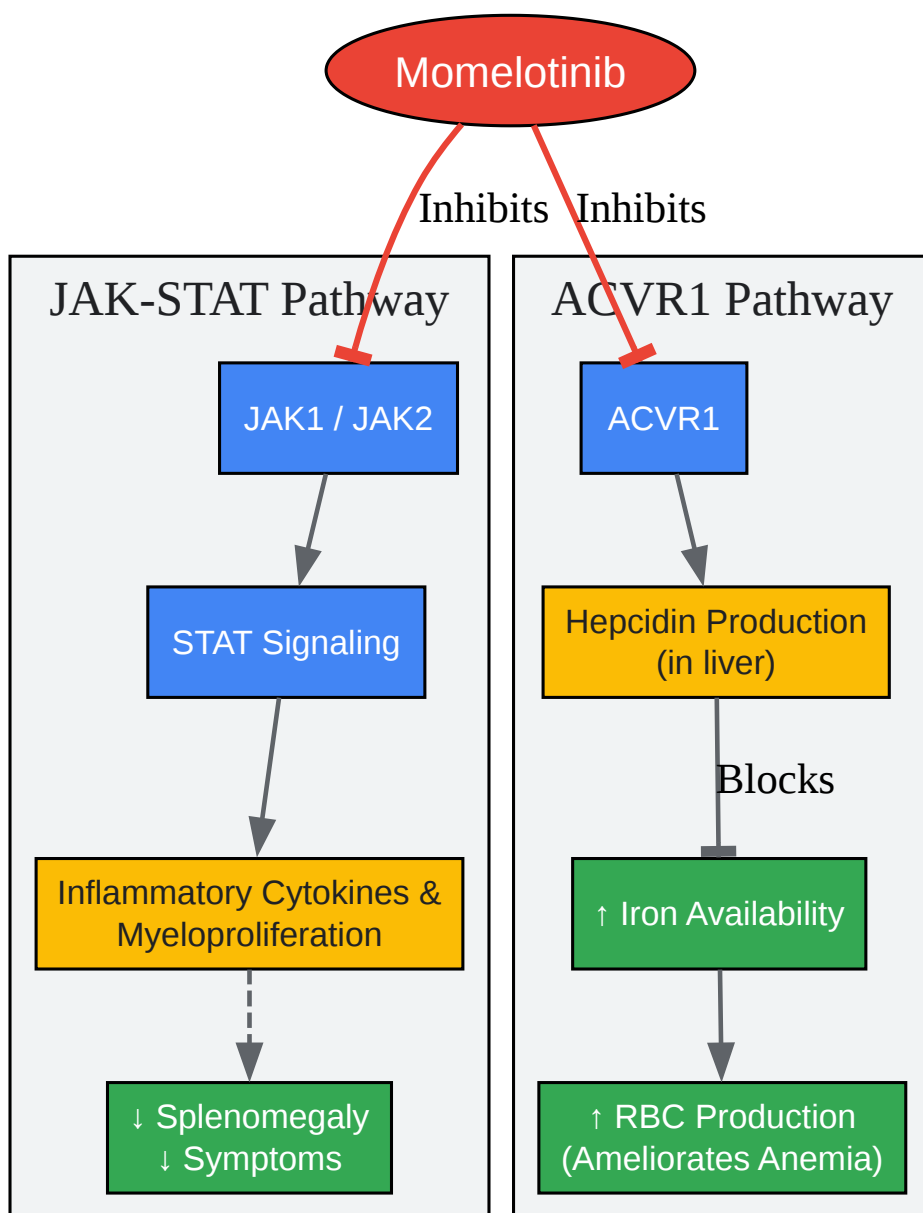 Momelotinib
Inhibits
Inhibits
JAK-STAT Pathway
JAK1 / JAK2
STAT Signaling
Inflammatory Cytokines &
Myeloproliferation
↓ Splenomegaly
↓ Symptoms
ACVR1 Pathway
ACVR1
Hepcidin Production
(in liver)
Blocks
↑ Iron Availability
↑ RBC Production
(Ameliorates Anemia)